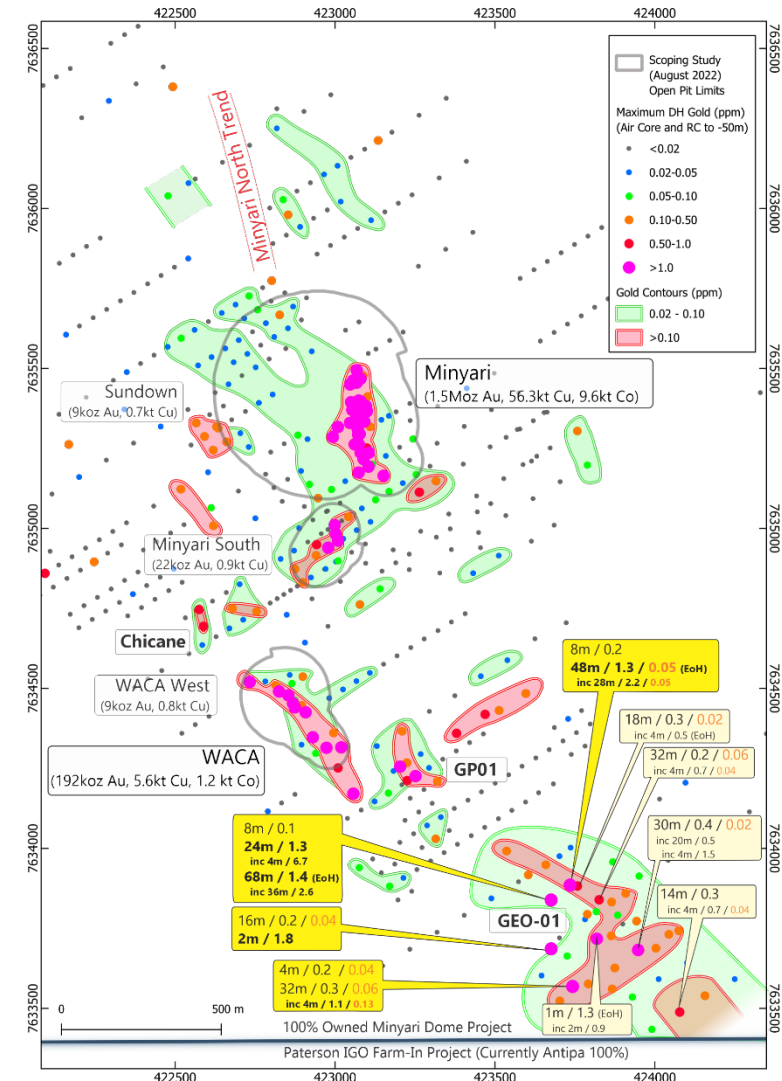 422500
423000
423500
424000
7636500
7636500
Scoping Study
(August 2022)
Open Pit Limits
Maximum DH Gold (ppm)
(Air Core and RC to -50m)
<0.02
0.02-0.05
0.05-0.10
0.10-0.50
0.50-1.0
>1.0
Gold Contours (ppm)
0.02 - 0.10
>0.10
Minyari North Trend
7636000
7636000
7635500
7635500
Minyari
(1.5Moz Au, 56.3kt Cu, 9.6kt Co)
Sundown
(9koz Au, 0.7kt Cu)
7635000
7635000
Minyari South
(22koz Au, 0.9kt Cu)
Chicane
7634500
7634500
WACA West
(9koz Au, 0.8kt Cu)
WACA
(192koz Au, 5.6kt Cu, 1.2 kt Co)
GP01
8m / 0.2
48m / 1.3 / 0.05 (EoH)
inc 28m / 2.2 / 0.05
18m / 0.3 / 0.02
inc 4m / 0.5 (EoH)
32m / 0.2 / 0.06
inc 4m / 0.7 / 0.04
30m / 0.4 / 0.02
inc 20m / 0.5
inc 4m / 1.5
14m / 0.3
inc 4m / 0.7 / 0.04
7634000
7634000
8m / 0.1
24m / 1.3
inc 4m / 6.7
68m / 1.4 (EoH)
inc 36m / 2.6
GEO-01
16m / 0.2 / 0.04
2m / 1.8
4m / 0.2 / 0.04
32m / 0.3 / 0.06
inc 4m / 1.1 / 0.13
1m / 1.3 (EoH)
inc 2m / 0.9
7633500
7633500
0
500 m
100% Owned Minyari Dome Project
Paterson IGO Farm-In Project (Currently Antipa 100%)
422500
423000
423500
424000